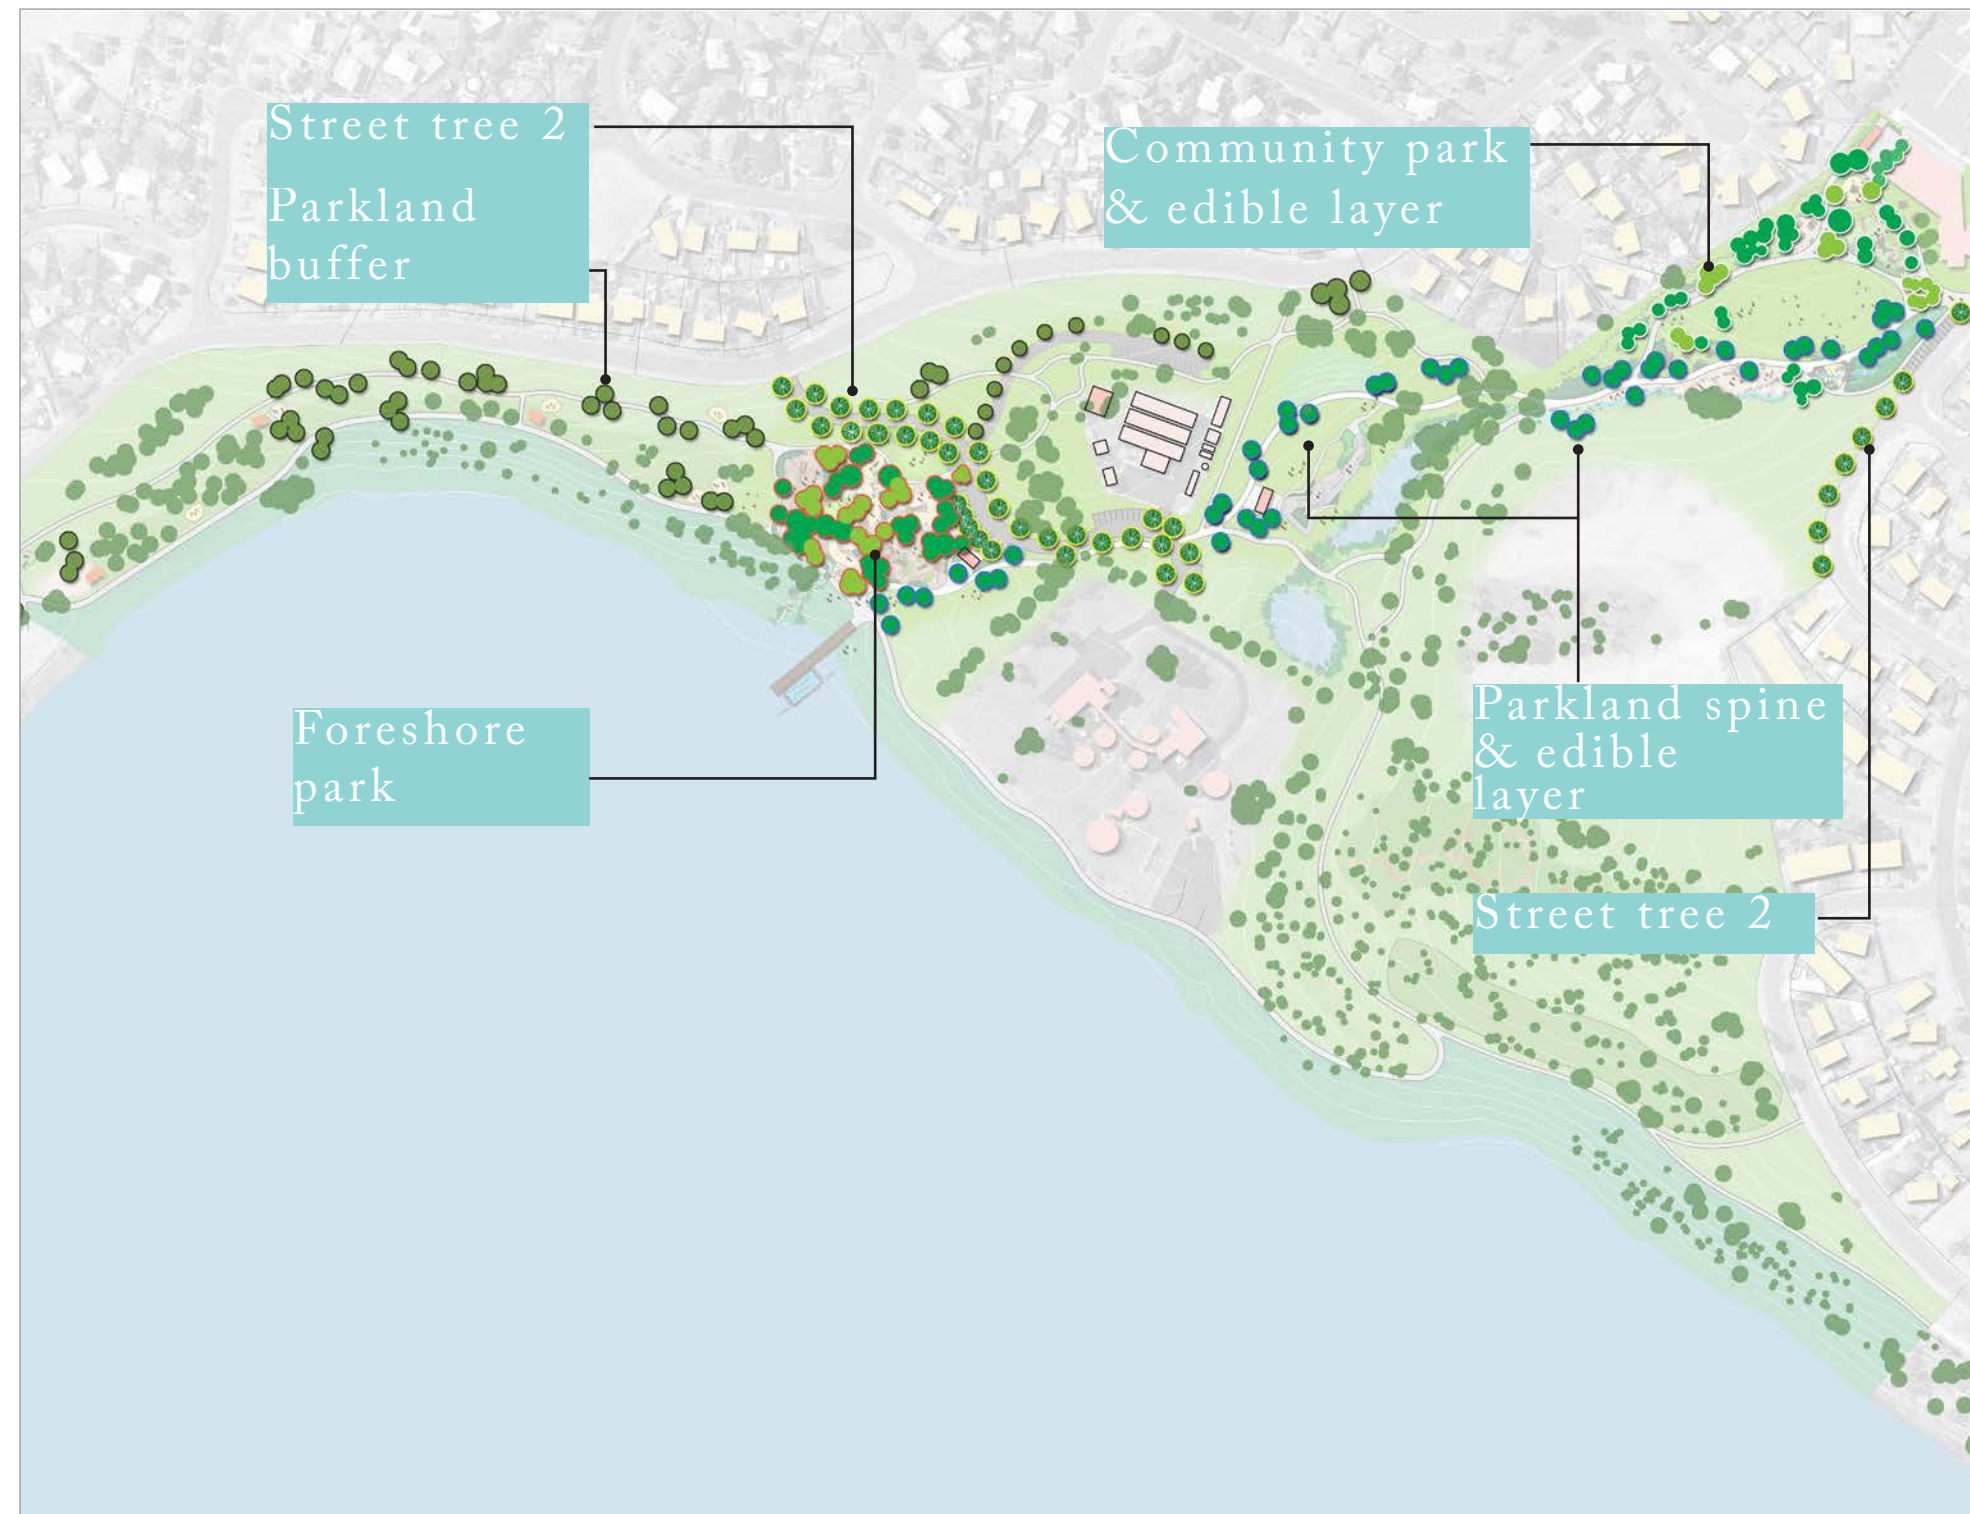 Street tree 2
Parkland
buffer
Community park
& edible layer
Foreshore
park
Parkland spine
& edible
layer
Street tree 2